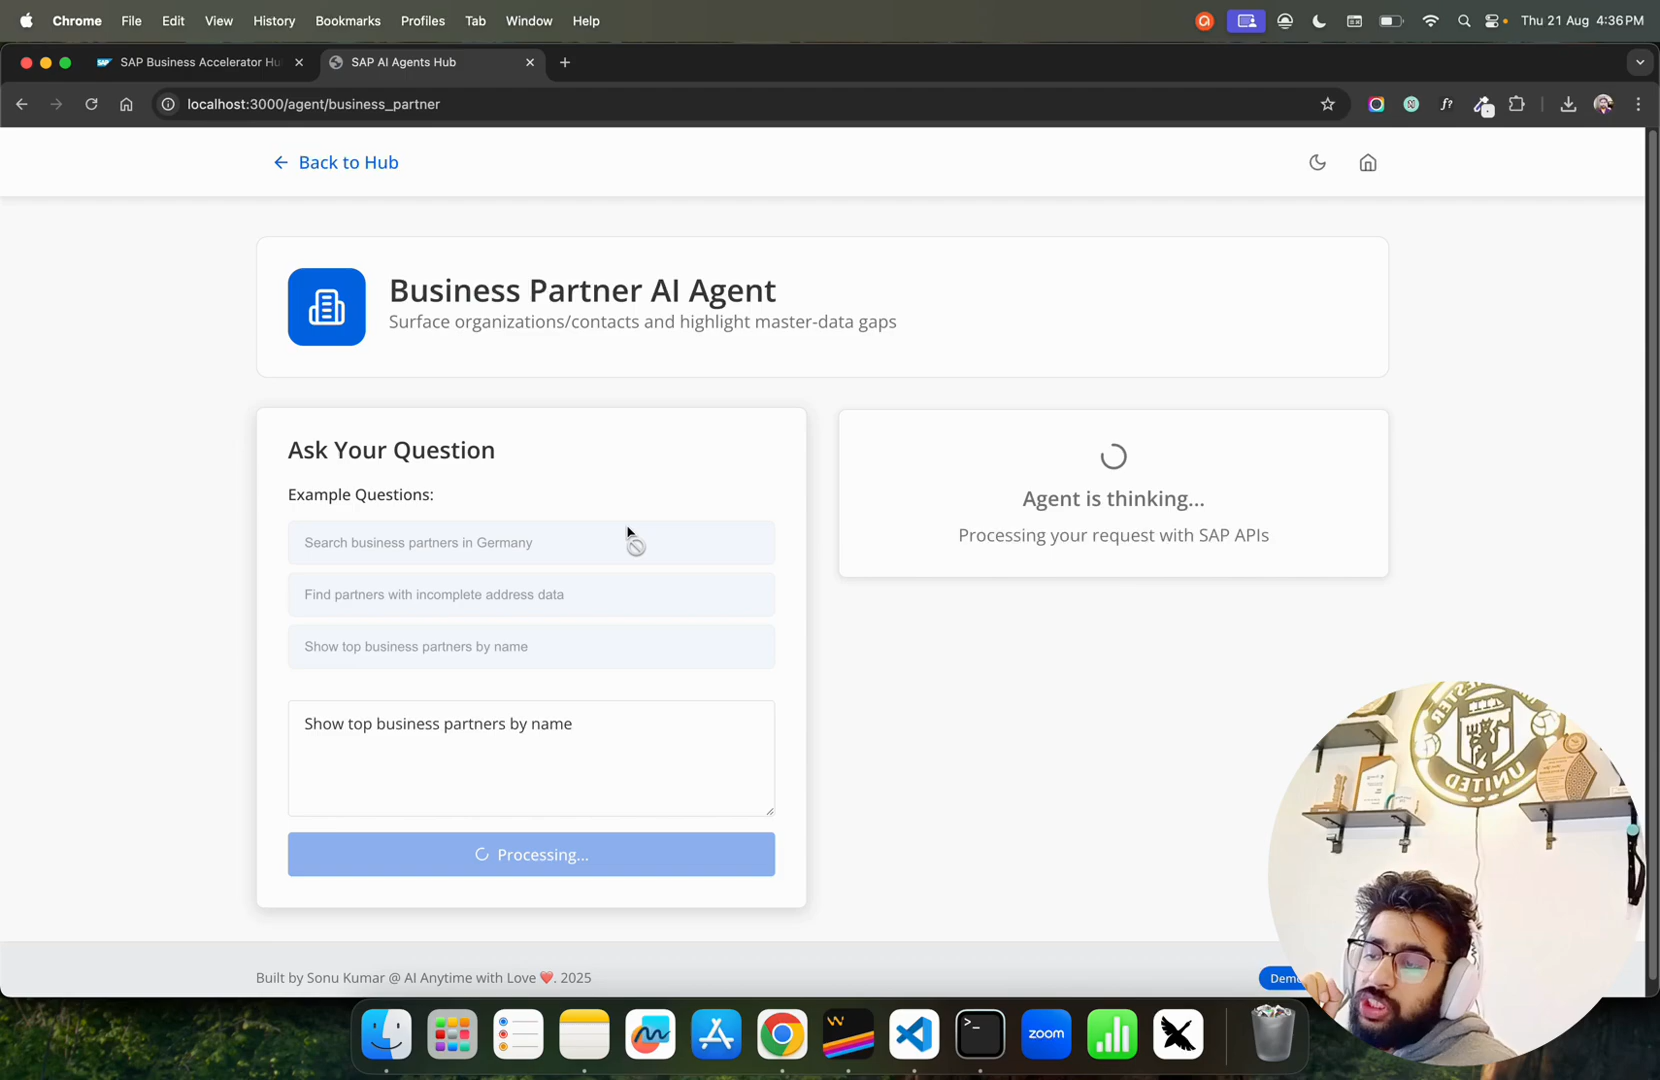 Chrome File Edit View History Bookmarks Profiles Tab Window Help Thu 21 Aug 4:36 PM
SAP Business Accelerator Hu SAP AI Agents Hub
localhost:3000/agent/business_partner
Back to Hub
Business Partner AI Agent
Surface organizations/contacts and highlight master-data gaps
Ask Your Question
Example Questions:
Search business partners in Germany
Find partners with incomplete address data
Show top business partners by name
Show top business partners by name
Processing...
Agent is thinking...
Processing your request with SAP APIs
UNITED
Built by Sonu Kumar @ AI Anytime with Love ❤️. 2025
Demo
zoom